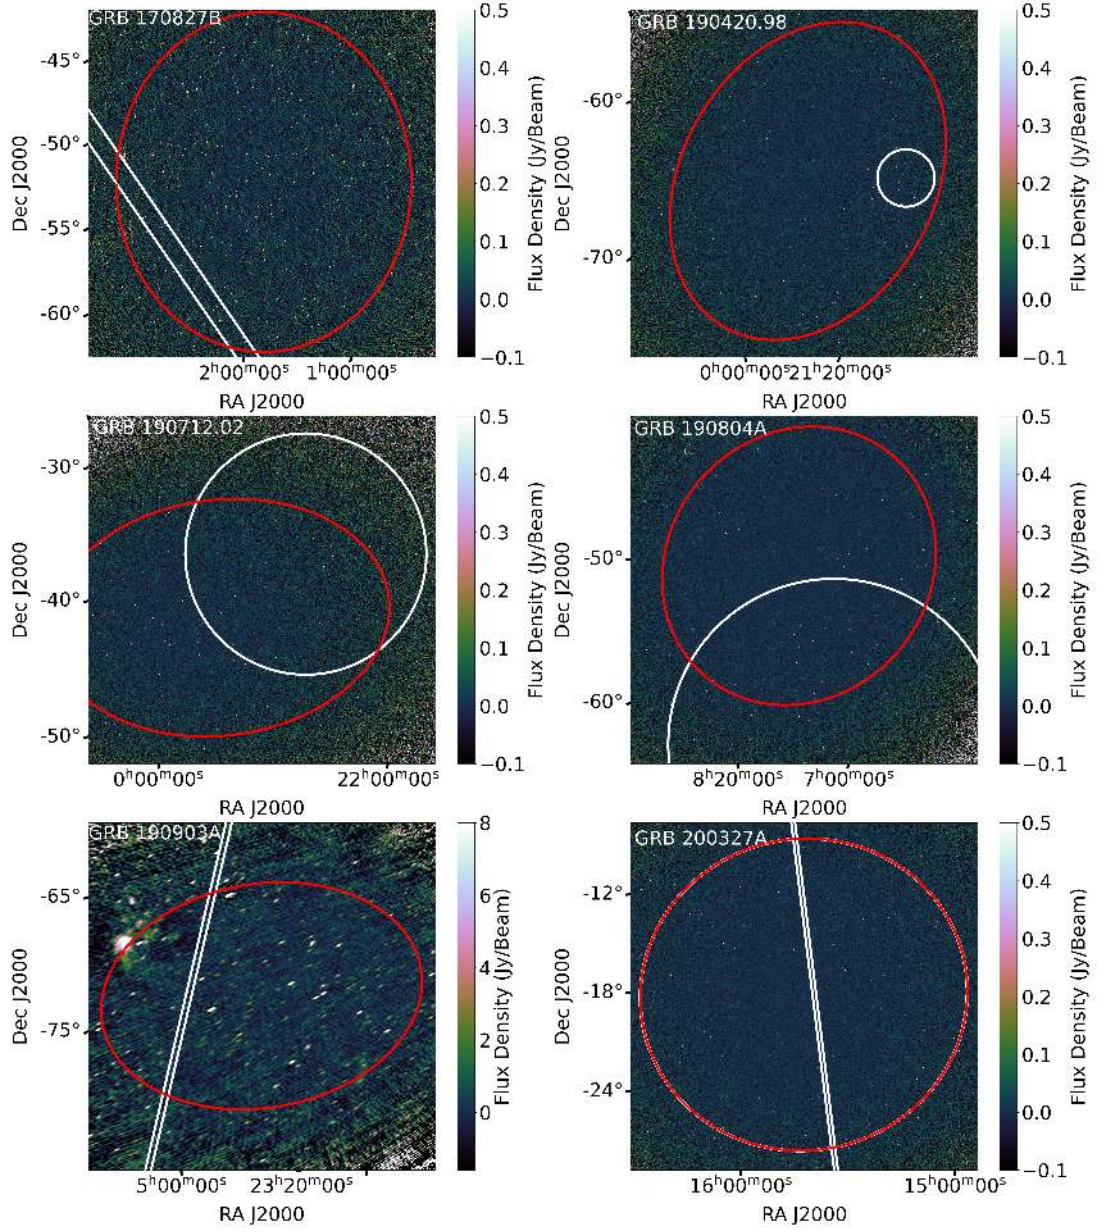 GRB 170827B
-45°
-50°
-55°
-60°
Dec J2000
2ʰ00ᵐ00ˢ 1ʰ00ᵐ00ˢ
RA J2000
0.5
0.4
0.3
0.2
0.1
0.0
−0.1
Flux Density (Jy/Beam)
GRB 190420.98
-60°
-70°
Dec J2000
0ʰ00ᵐ00ˢ21ʰ20ᵐ00ˢ
RA J2000
0.5
0.4
0.3
0.2
0.1
0.0
−0.1
Flux Density (Jy/Beam)
GRB 190712.02
-30°
-40°
-50°
Dec J2000
0ʰ00ᵐ00ˢ 22ʰ00ᵐ00ˢ
RA J2000
0.5
0.4
0.3
0.2
0.1
0.0
−0.1
Flux Density (Jy/Beam)
GRB 190804A
-50°
-60°
Dec J2000
8ʰ20ᵐ00ˢ 7ʰ00ᵐ00ˢ
RA J2000
0.5
0.4
0.3
0.2
0.1
0.0
−0.1
Flux Density (Jy/Beam)
GRB 190903A
-65°
-75°
Dec J2000
5ʰ00ᵐ00ˢ 23ʰ20ᵐ00ˢ
RA J2000
8
6
4
2
0
Flux Density (Jy/Beam)
GRB 200327A
-12°
-18°
-24°
Dec J2000
16ʰ00ᵐ00ˢ 15ʰ00ᵐ00ˢ
RA J2000
0.5
0.4
0.3
0.2
0.1
0.0
−0.1
Flux Density (Jy/Beam)